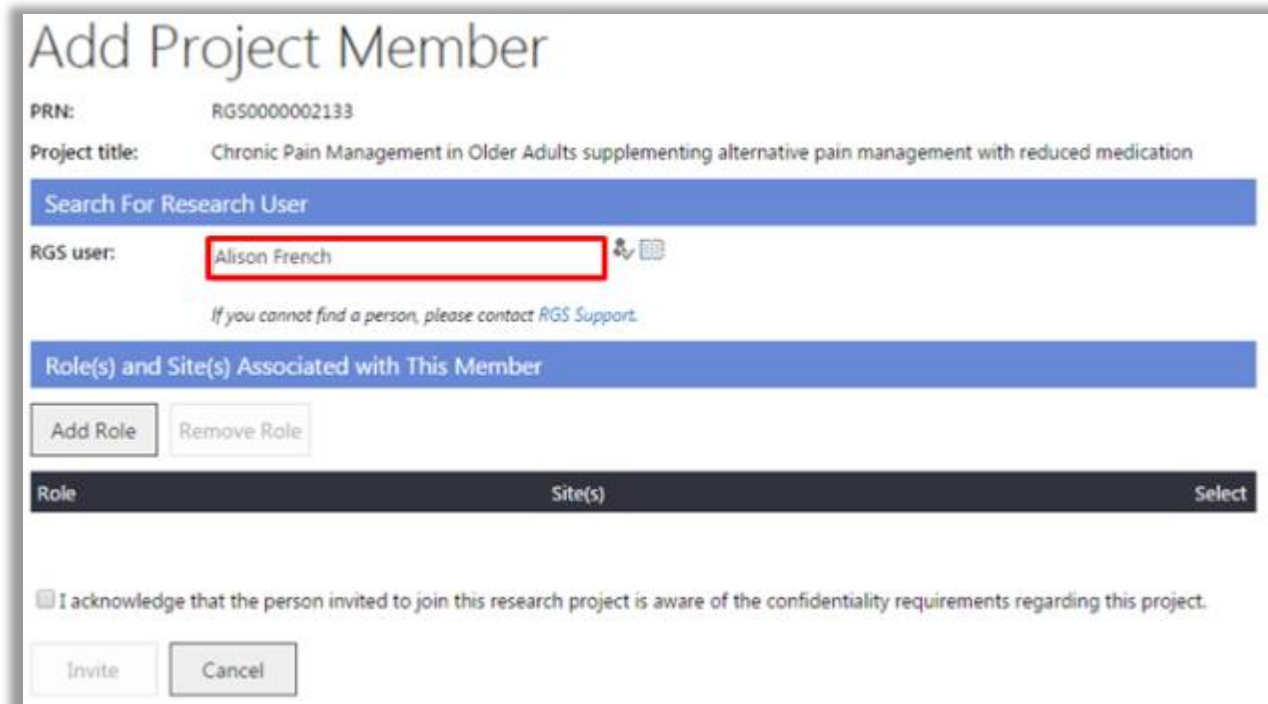 Add Project Member
PRN: RGS0000002133
Project title: Chronic Pain Management in Older Adults supplementing alternative pain management with reduced medication
Search For Research User
RGS user: Alison French
If you cannot find a person, please contact RGS Support.
Role(s) and Site(s) Associated with This Member
Add Role Remove Role
Role Site(s) Select
I acknowledge that the person invited to join this research project is aware of the confidentiality requirements regarding this project.
Invite Cancel